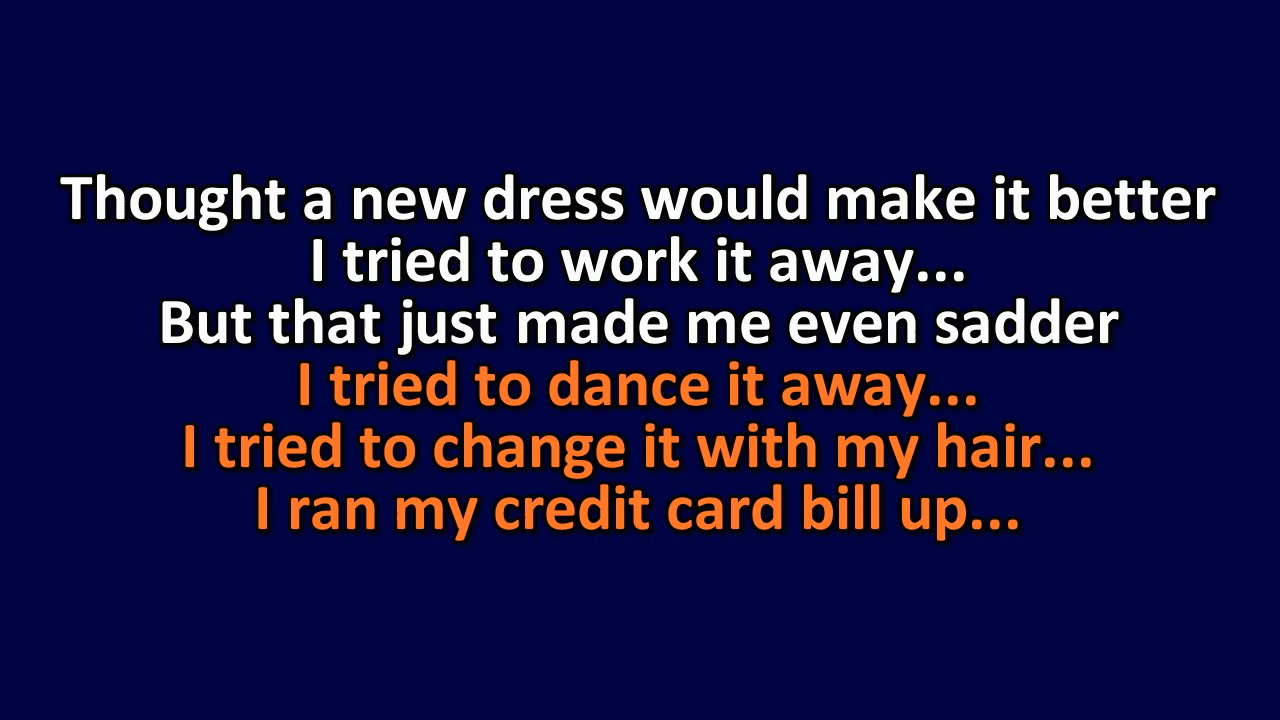 Thought a new dress would make it better
I tried to work it away...
But that just made me even sadder
I tried to dance it away...
I tried to change it with my hair...
I ran my credit card bill up...